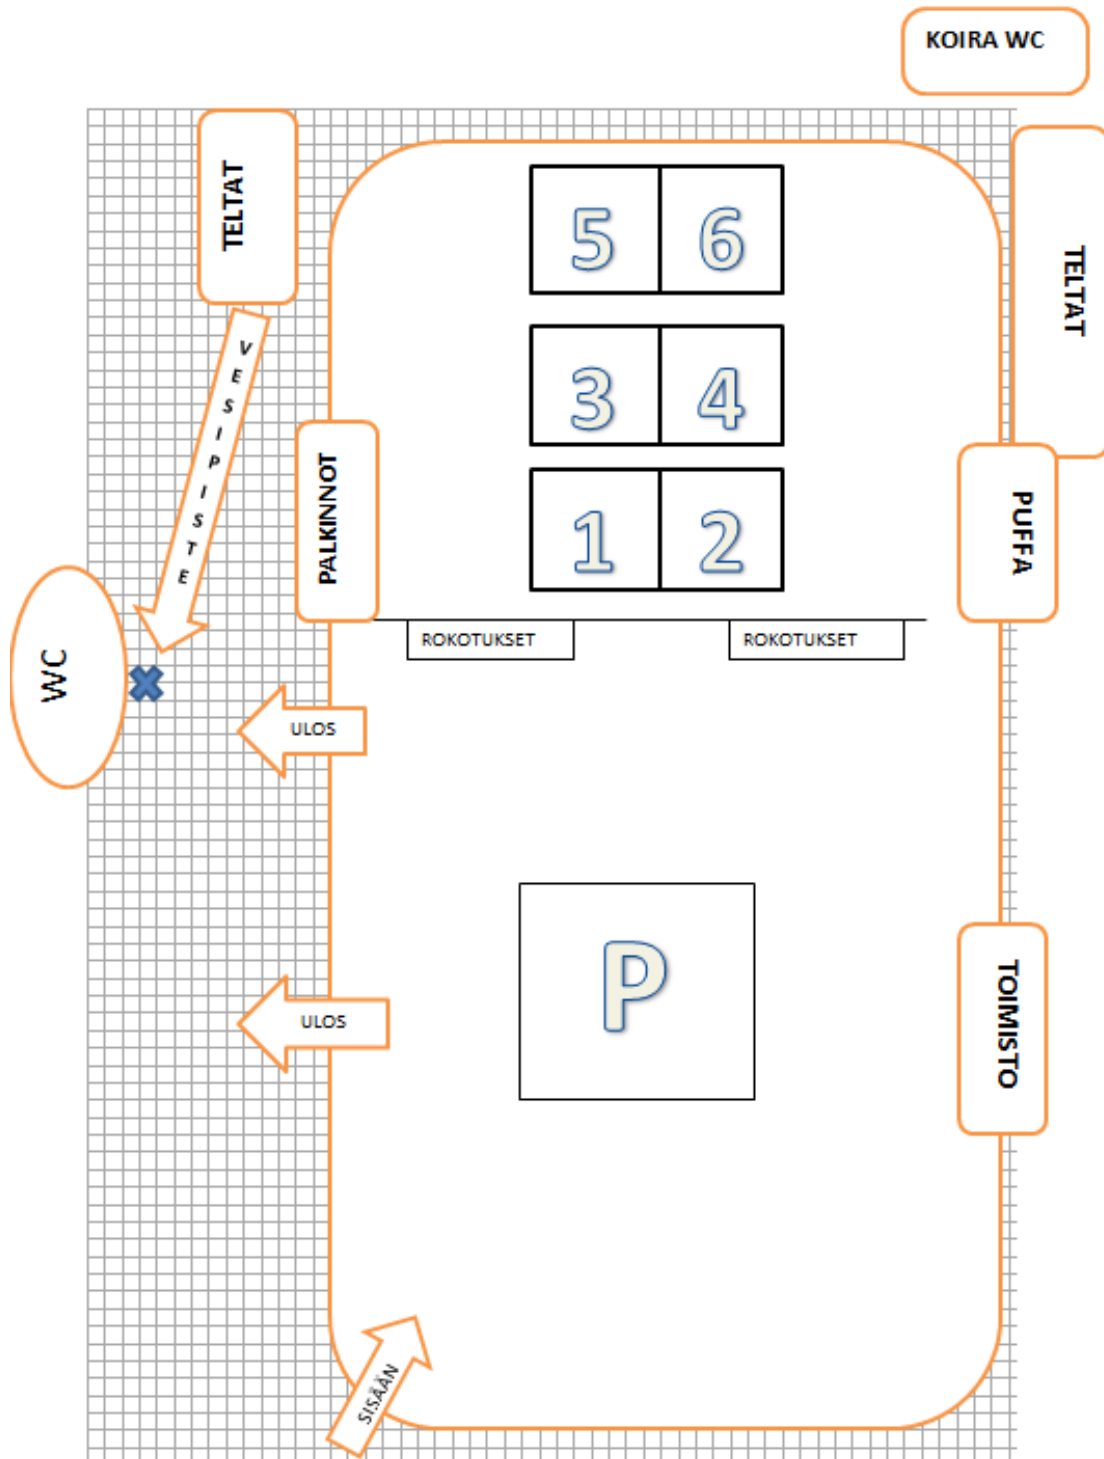 KOIRA WC
TELTAT
TELTAT
5 6
VESIPISTE
3 4
PALKINNOT
1 2
PUFFA
ROKOTUKSET ROKOTUKSET
WC
ULOS
P
ULOS
TOIMISTO
SISÄÄN